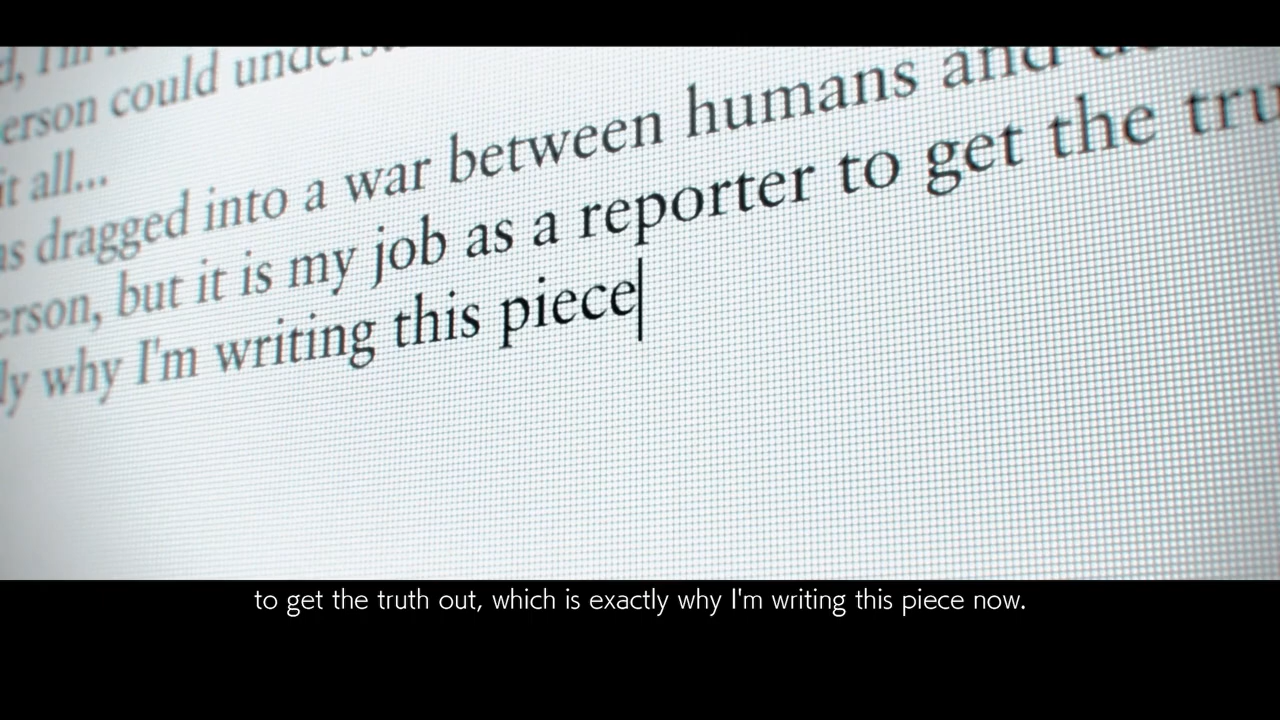 I'm
erson could underst
it all...
as dragged into a war between humans and
erson, but it is my job as a reporter to get the tru
ly why I'm writing this piece
to get the truth out, which is exactly why I'm writing this piece now.